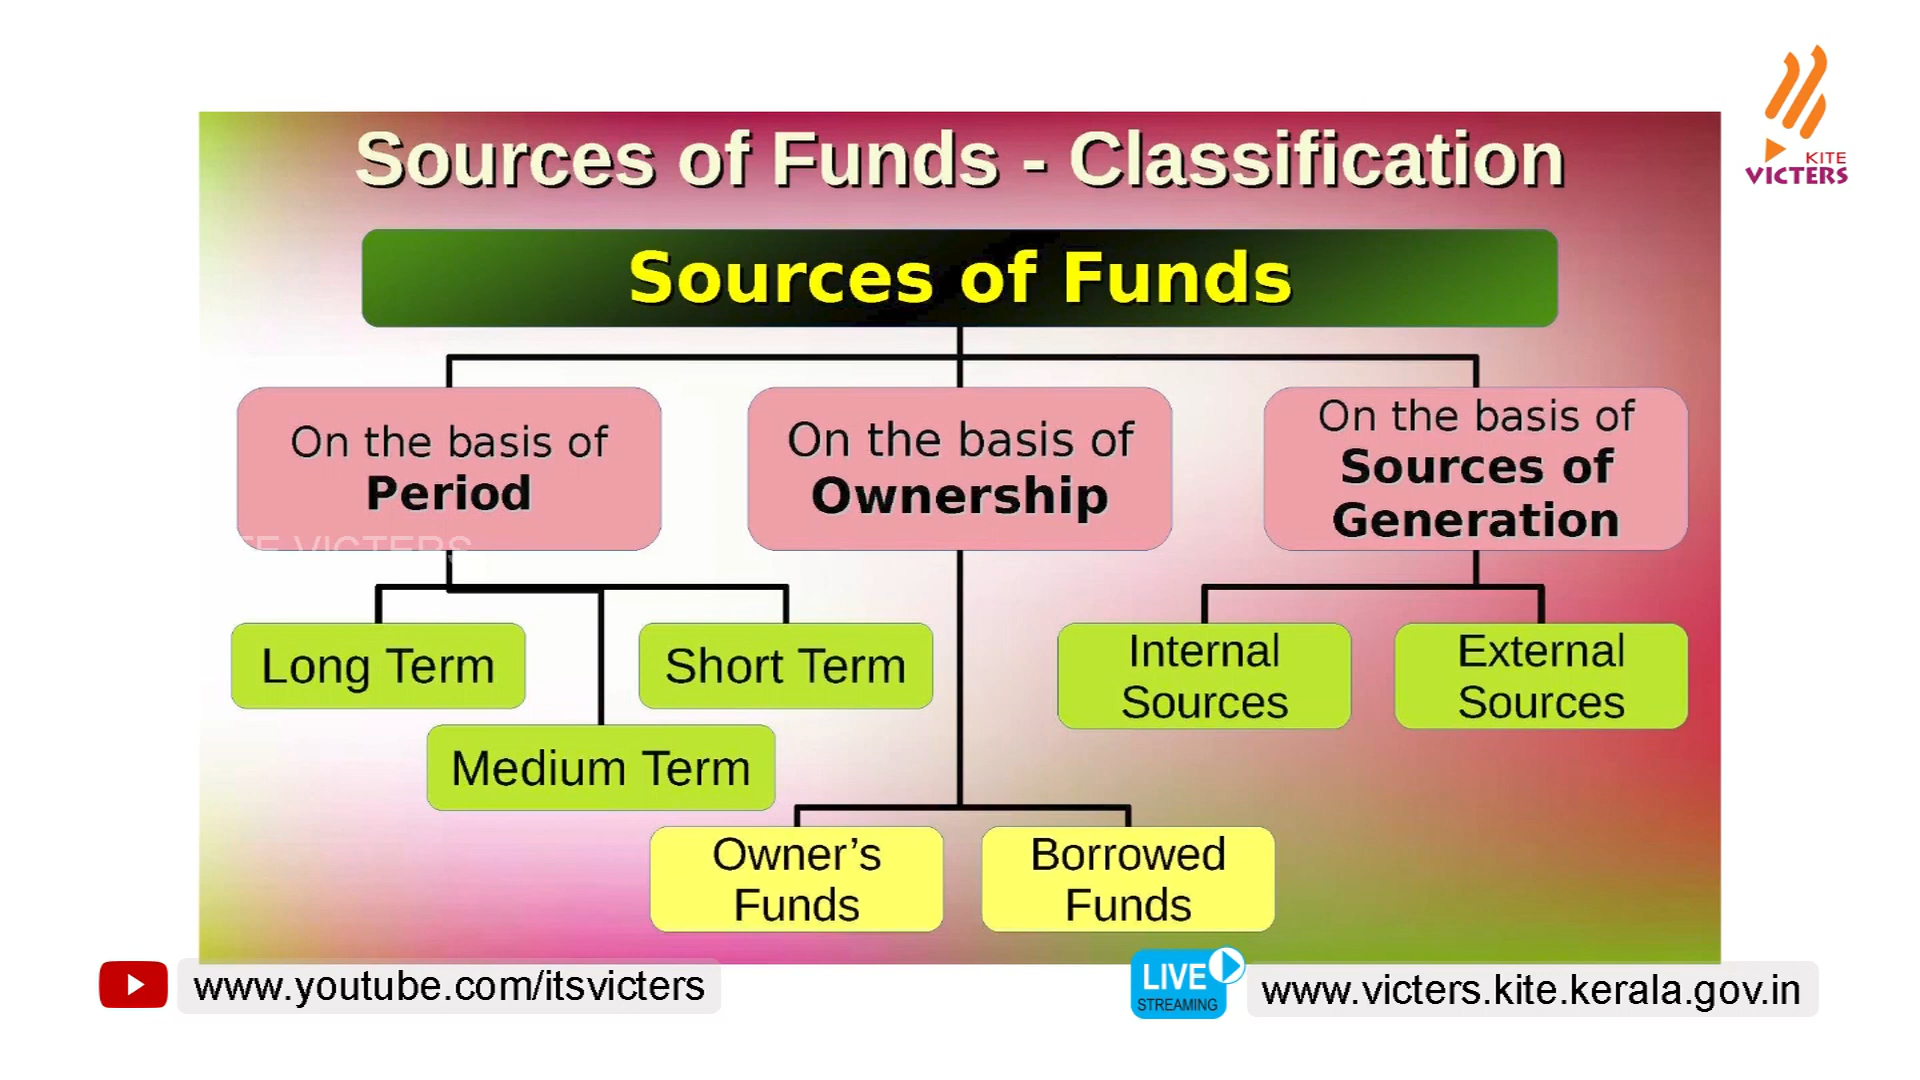 KITE
VICTERS
Sources of Funds - Classification
Sources of Funds
On the basis of
Period
On the basis of
Ownership
On the basis of
Sources of
Generation
TE VICTERS
Long Term
Short Term
Medium Term
Internal
Sources
External
Sources
Owner’s
Funds
Borrowed
Funds
www.youtube.com/itsvicters
LIVE
STREAMING
www.victers.kite.kerala.gov.in